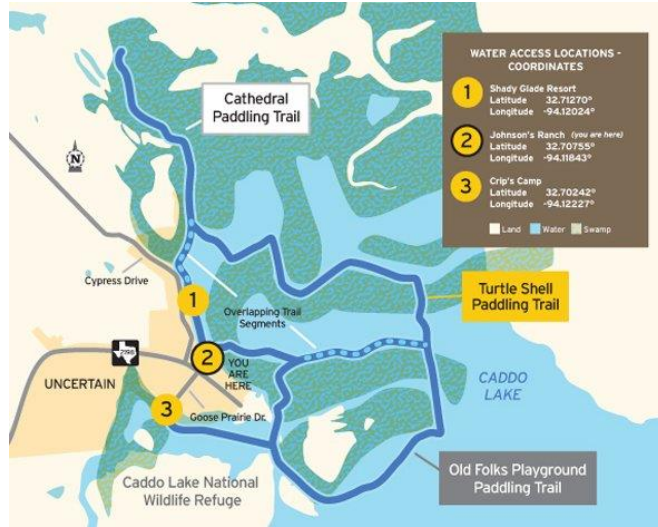 WATER ACCESS LOCATIONS -
COORDINATES
1
Shady Glade Resort
Latitude 32.71270°
Longitude -94.12024°
2
Johnson's Ranch (you are here)
Latitude 32.70755°
Longitude -94.11843°
3
Crip's Camp
Latitude 32.70242°
Longitude -94.12227°
Land Water Swamp
Cathedral
Paddling Trail
N
Cypress Drive
1
Overlapping Trail
Segments
Turtle Shell
Paddling Trail
2
YOU
ARE
HERE
UNCERTAIN
CADDO
LAKE
3
Goose Prairie Dr.
Old Folks Playground
Paddling Trail
Caddo Lake National
Wildlife Refuge